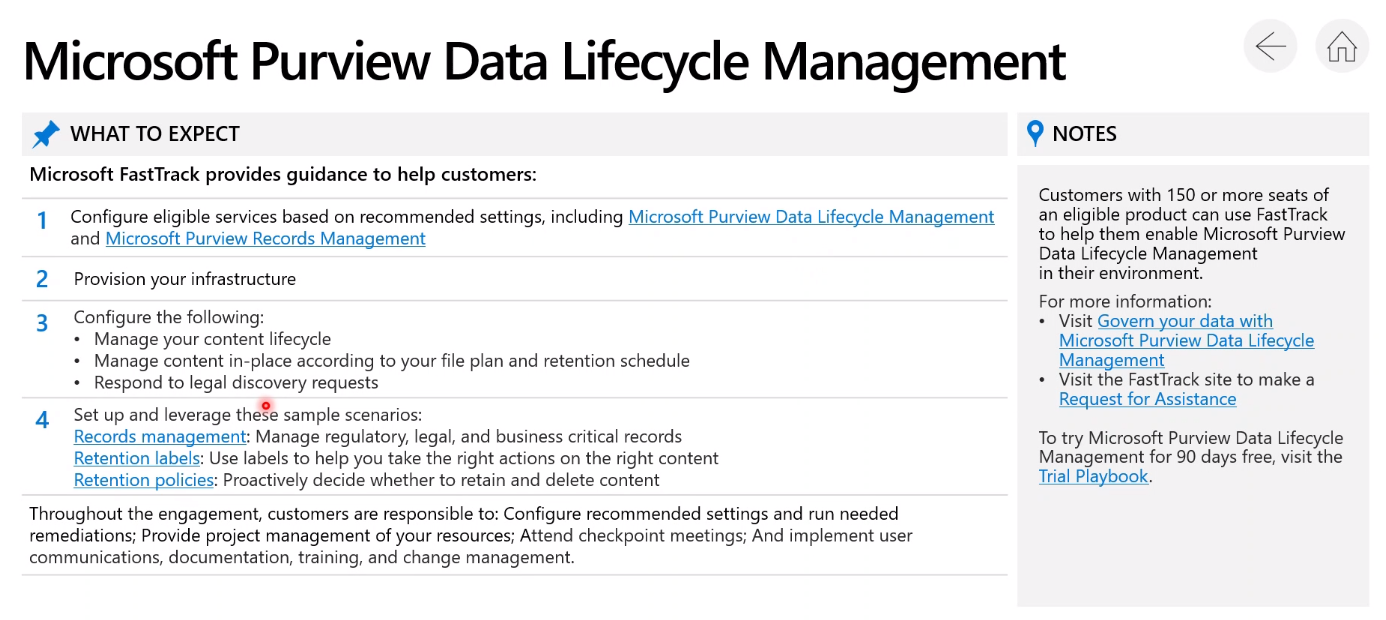 Microsoft Purview Data Lifecycle Management
WHAT TO EXPECT
Microsoft FastTrack provides guidance to help customers:
1 Configure eligible services based on recommended settings, including Microsoft Purview Data Lifecycle Management
and Microsoft Purview Records Management
2 Provision your infrastructure
3 Configure the following:
• Manage your content lifecycle
• Manage content in-place according to your file plan and retention schedule
• Respond to legal discovery requests
4 Set up and leverage these sample scenarios:
Records management: Manage regulatory, legal, and business critical records
Retention labels: Use labels to help you take the right actions on the right content
Retention policies: Proactively decide whether to retain and delete content
Throughout the engagement, customers are responsible to: Configure recommended settings and run needed
remediations; Provide project management of your resources; Attend checkpoint meetings; And implement user
communications, documentation, training, and change management.
NOTES
Customers with 150 or more seats of
an eligible product can use FastTrack
to help them enable Microsoft Purview
Data Lifecycle Management
in their environment.
For more information:
• Visit Govern your data with
Microsoft Purview Data Lifecycle
Management
• Visit the FastTrack site to make a
Request for Assistance
To try Microsoft Purview Data Lifecycle
Management for 90 days free, visit the
Trial Playbook.